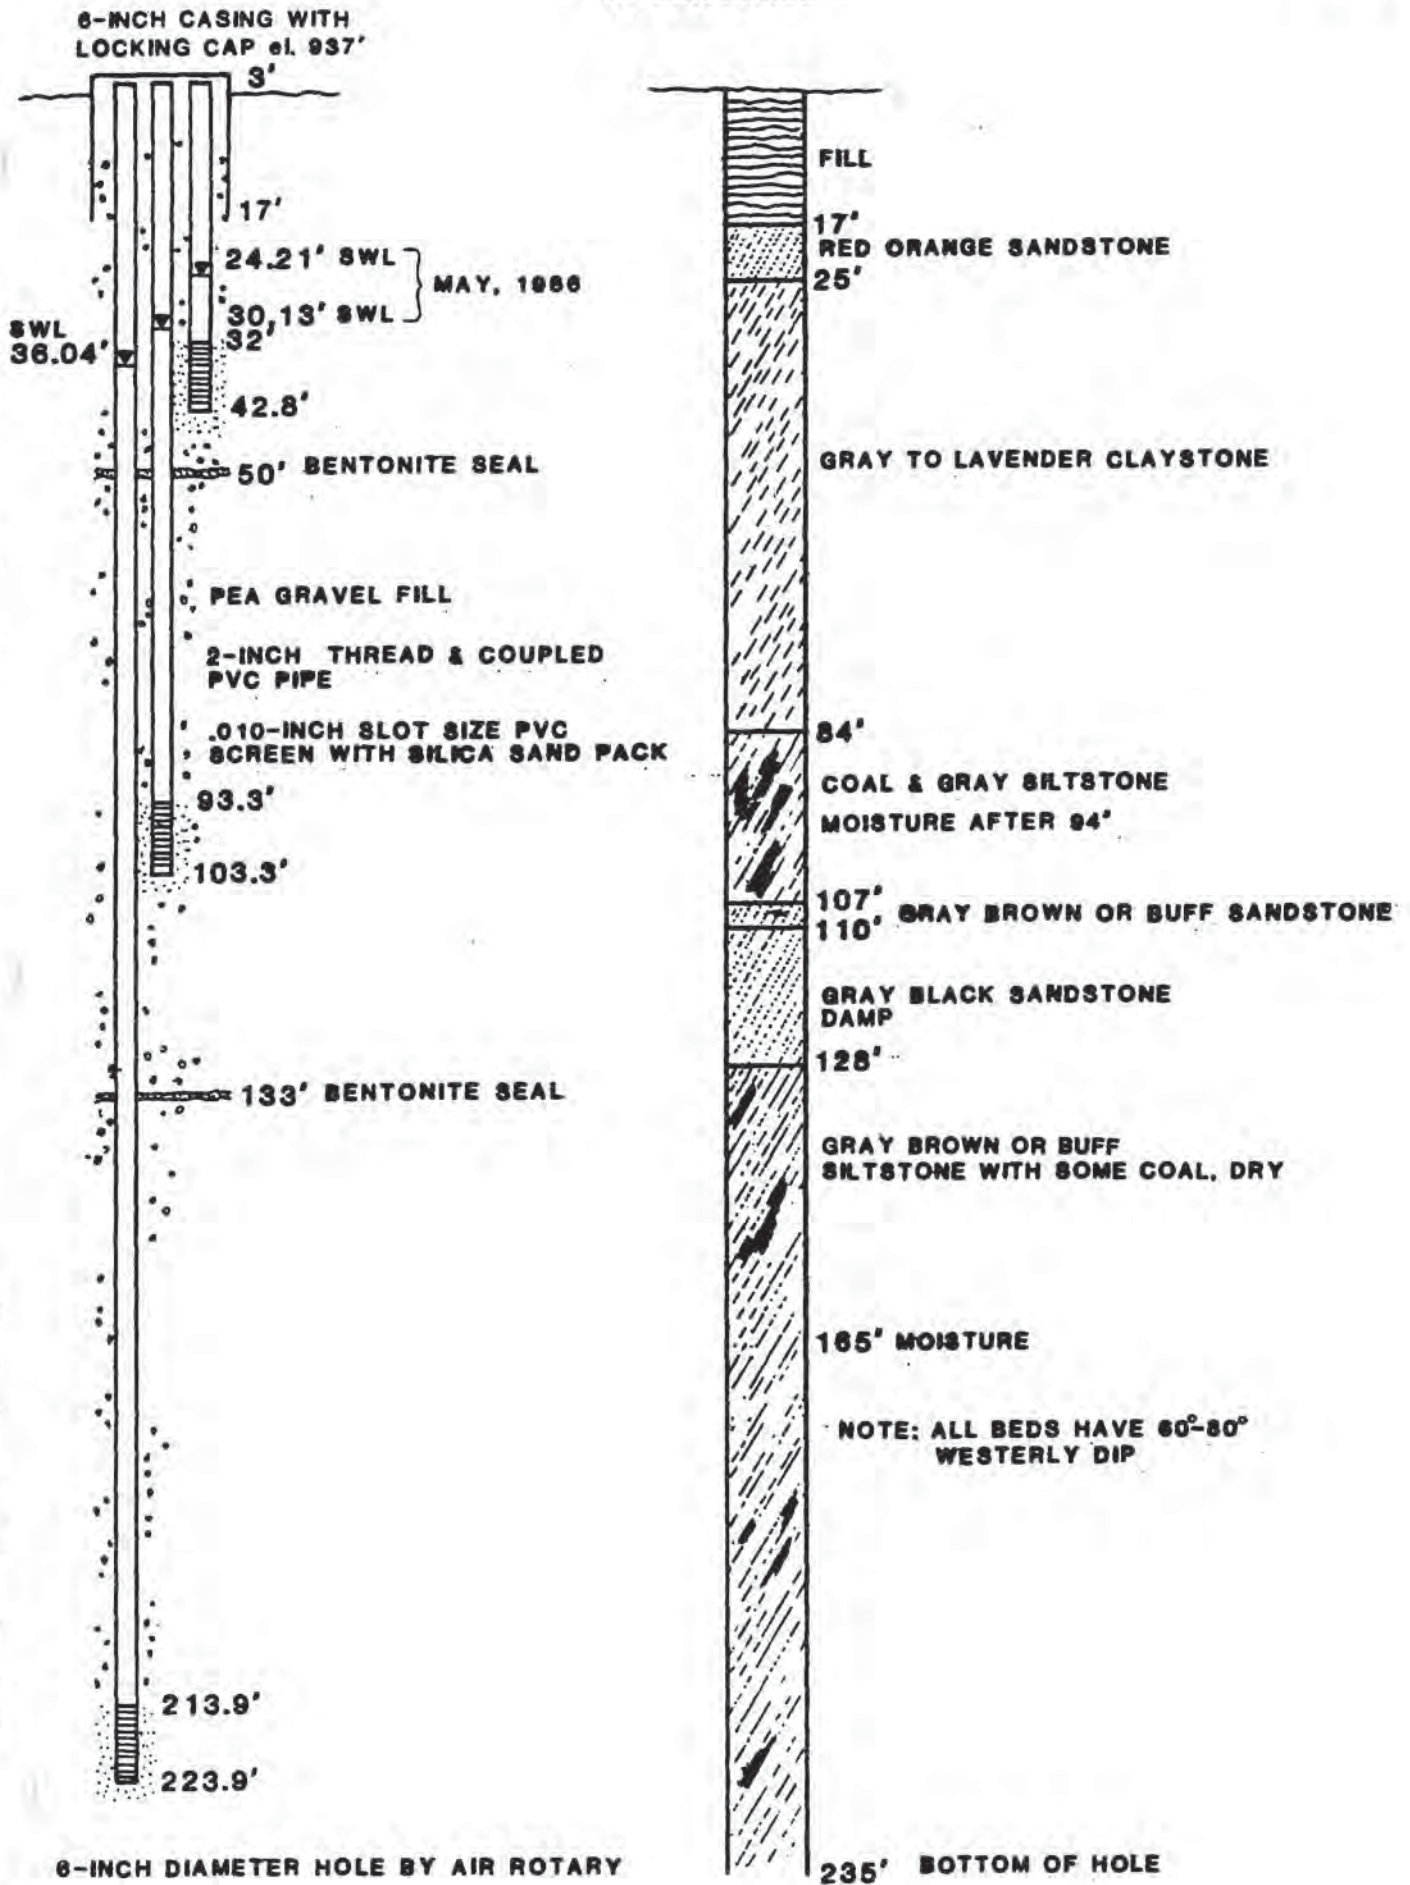 6-INCH CASING WITH
LOCKING CAP el. 937'
3'
17'
24.21' SWL
MAY, 1986
30,13' SWL
32'
SWL
36.04'
42.8'
50' BENTONITE SEAL
PEA GRAVEL FILL
2-INCH THREAD & COUPLED
PVC PIPE
.010-INCH SLOT SIZE PVC
SCREEN WITH SILICA SAND PACK
93.3'
103.3'
133' BENTONITE SEAL
213.9'
223.9'
6-INCH DIAMETER HOLE BY AIR ROTARY
FILL
17'
RED ORANGE SANDSTONE
25'
GRAY TO LAVENDER CLAYSTONE
84'
COAL & GRAY SILTSTONE
MOISTURE AFTER 94'
107'
GRAY BROWN OR BUFF SANDSTONE
110'
GRAY BLACK SANDSTONE
DAMP
128'
GRAY BROWN OR BUFF
SILTSTONE WITH SOME COAL, DRY
165' MOISTURE
NOTE: ALL BEDS HAVE 60°-80°
WESTERLY DIP
235' BOTTOM OF HOLE